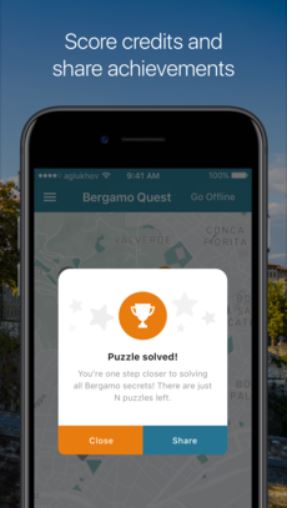 Score credits and
share achievements
aglukhov
9:41 AM
100%
Bergamo Quest
Go Offline
VALVERDE
CONCA
FIORITA
Puzzle solved!
You're one step closer to solving
all Bergamo secrets! There are just
N puzzles left.
Close
Share